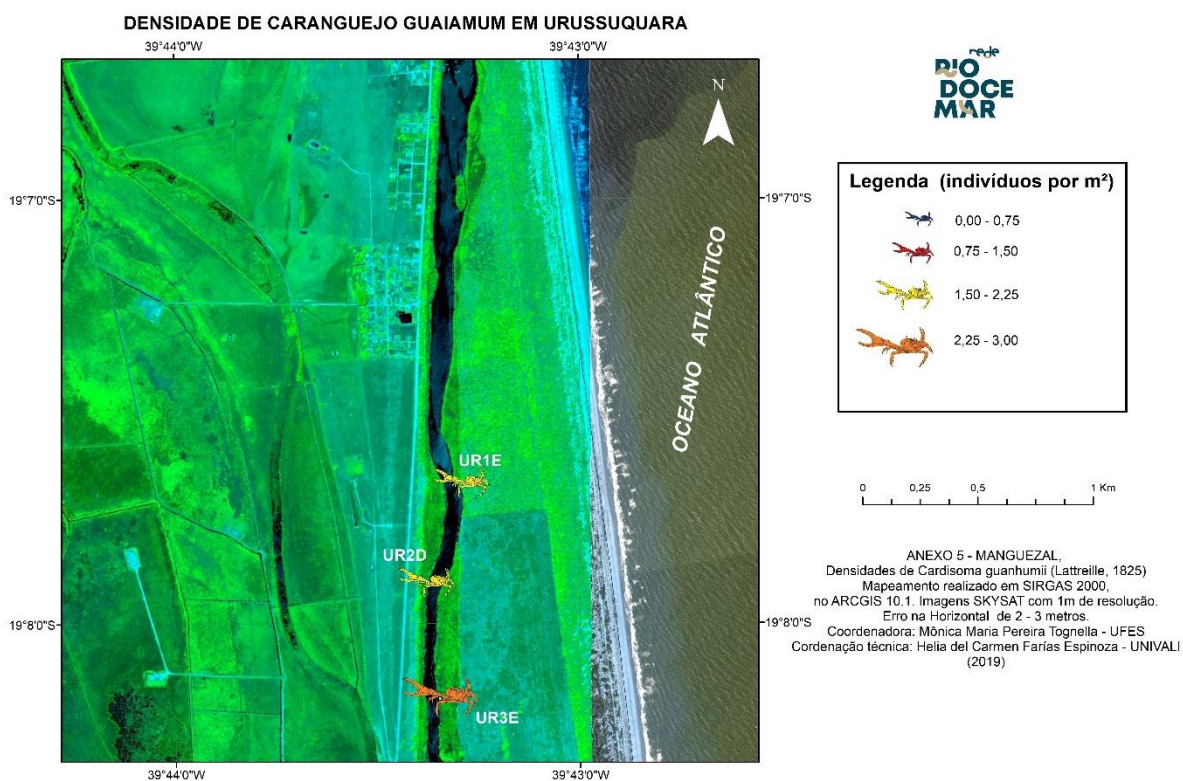 DENSIDADE DE CARANGUEJO GUAIAMUM EM URUSSUQUARA
39°44'0"W
39°43'0"W
N
19°7'0"S
19°7'0"S
OCEANO ATLÂNTICO
UR1E
UR2D
19°8'0"S
19°8'0"S
UR3E
39°44'0"W
39°43'0"W
rede
RIO
DOCE
MAR
Legenda (indivíduos por m²)
0,00 - 0,75
0,75 - 1,50
1,50 - 2,25
2,25 - 3,00
0 0,25 0,5 1 Km
ANEXO 5 - MANGUEZAL,
Densidades de Cardisoma guanhumii (Lattreille, 1825)
Mapeamento realizado em SIRGAS 2000,
no ARCGIS 10.1. Imagens SKYSAT com 1m de resolução.
Erro na Horizontal de 2 - 3 metros.
Coordenadora: Mônica Maria Pereira Tognella - UFES
Cordenação técnica: Helia del Carmen Farías Espinoza - UNIVALI
(2019)